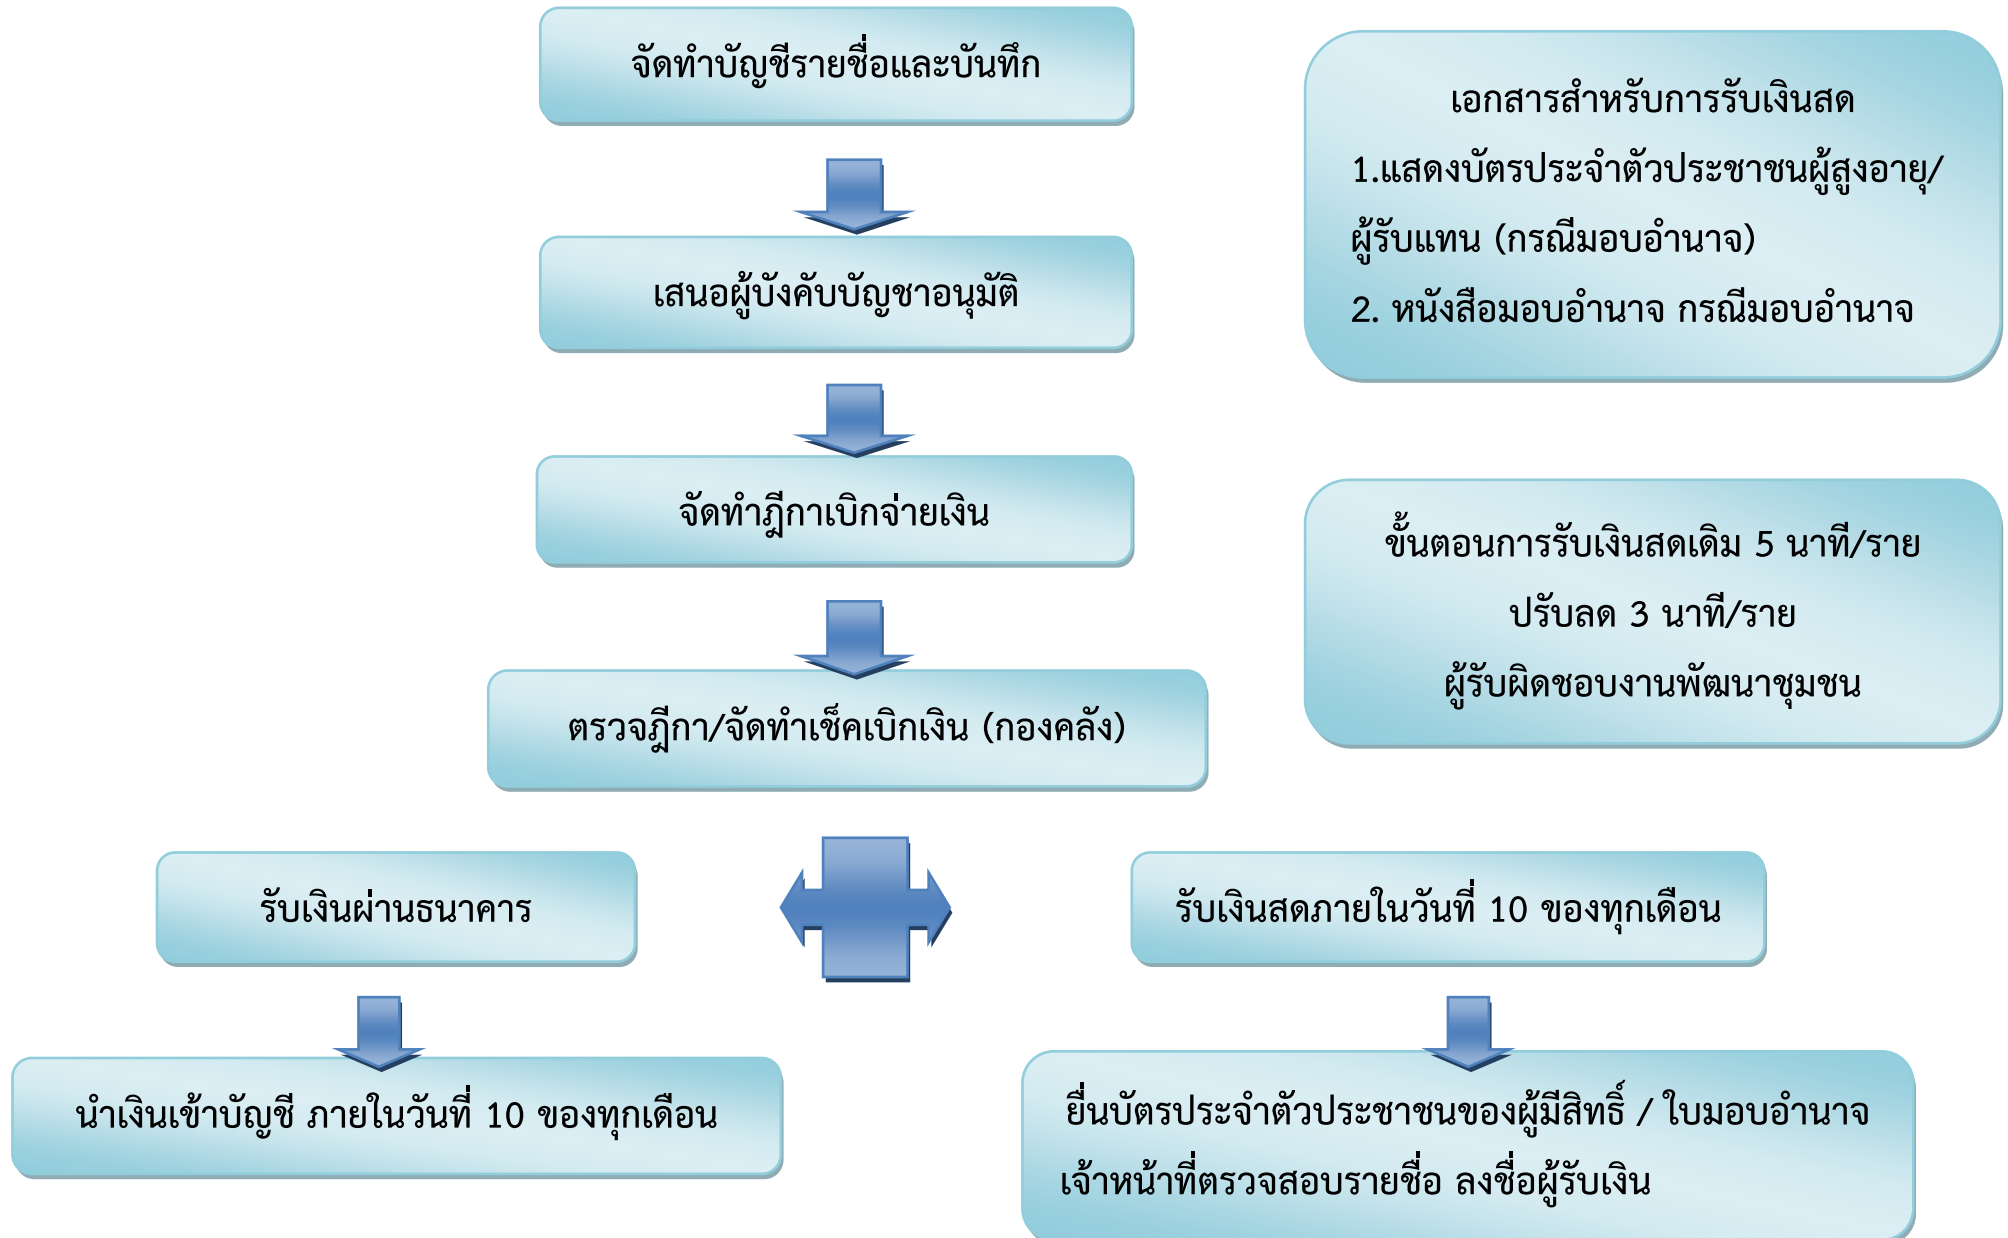 จัดทำบัญชีรายชื่อและบันทึก
เสนอผู้บังคับบัญชาอนุมัติ
จัดทำฎีกาเบิกจ่ายเงิน
ตรวจฎีกา/จัดทำเช็คเบิกเงิน (กองคลัง)
รับเงินผ่านธนาคาร
นำเงินเข้าบัญชี ภายในวันที่ 10 ของทุกเดือน
รับเงินสดภายในวันที่ 10 ของทุกเดือน
ยื่นบัตรประจำตัวประชาชนของผู้มีสิทธิ์ / ใบมอบอำนาจ
เจ้าหน้าที่ตรวจสอบรายชื่อ ลงชื่อผู้รับเงิน
เอกสารสำหรับการรับเงินสด
1.แสดงบัตรประจำตัวประชาชนผู้สูงอายุ/
ผู้รับแทน (กรณีมอบอำนาจ)
2. หนังสือมอบอำนาจ กรณีมอบอำนาจ
ขั้นตอนการรับเงินสดเดิม 5 นาที/ราย
ปรับลด 3 นาที/ราย
ผู้รับผิดชอบงานพัฒนาชุมชน